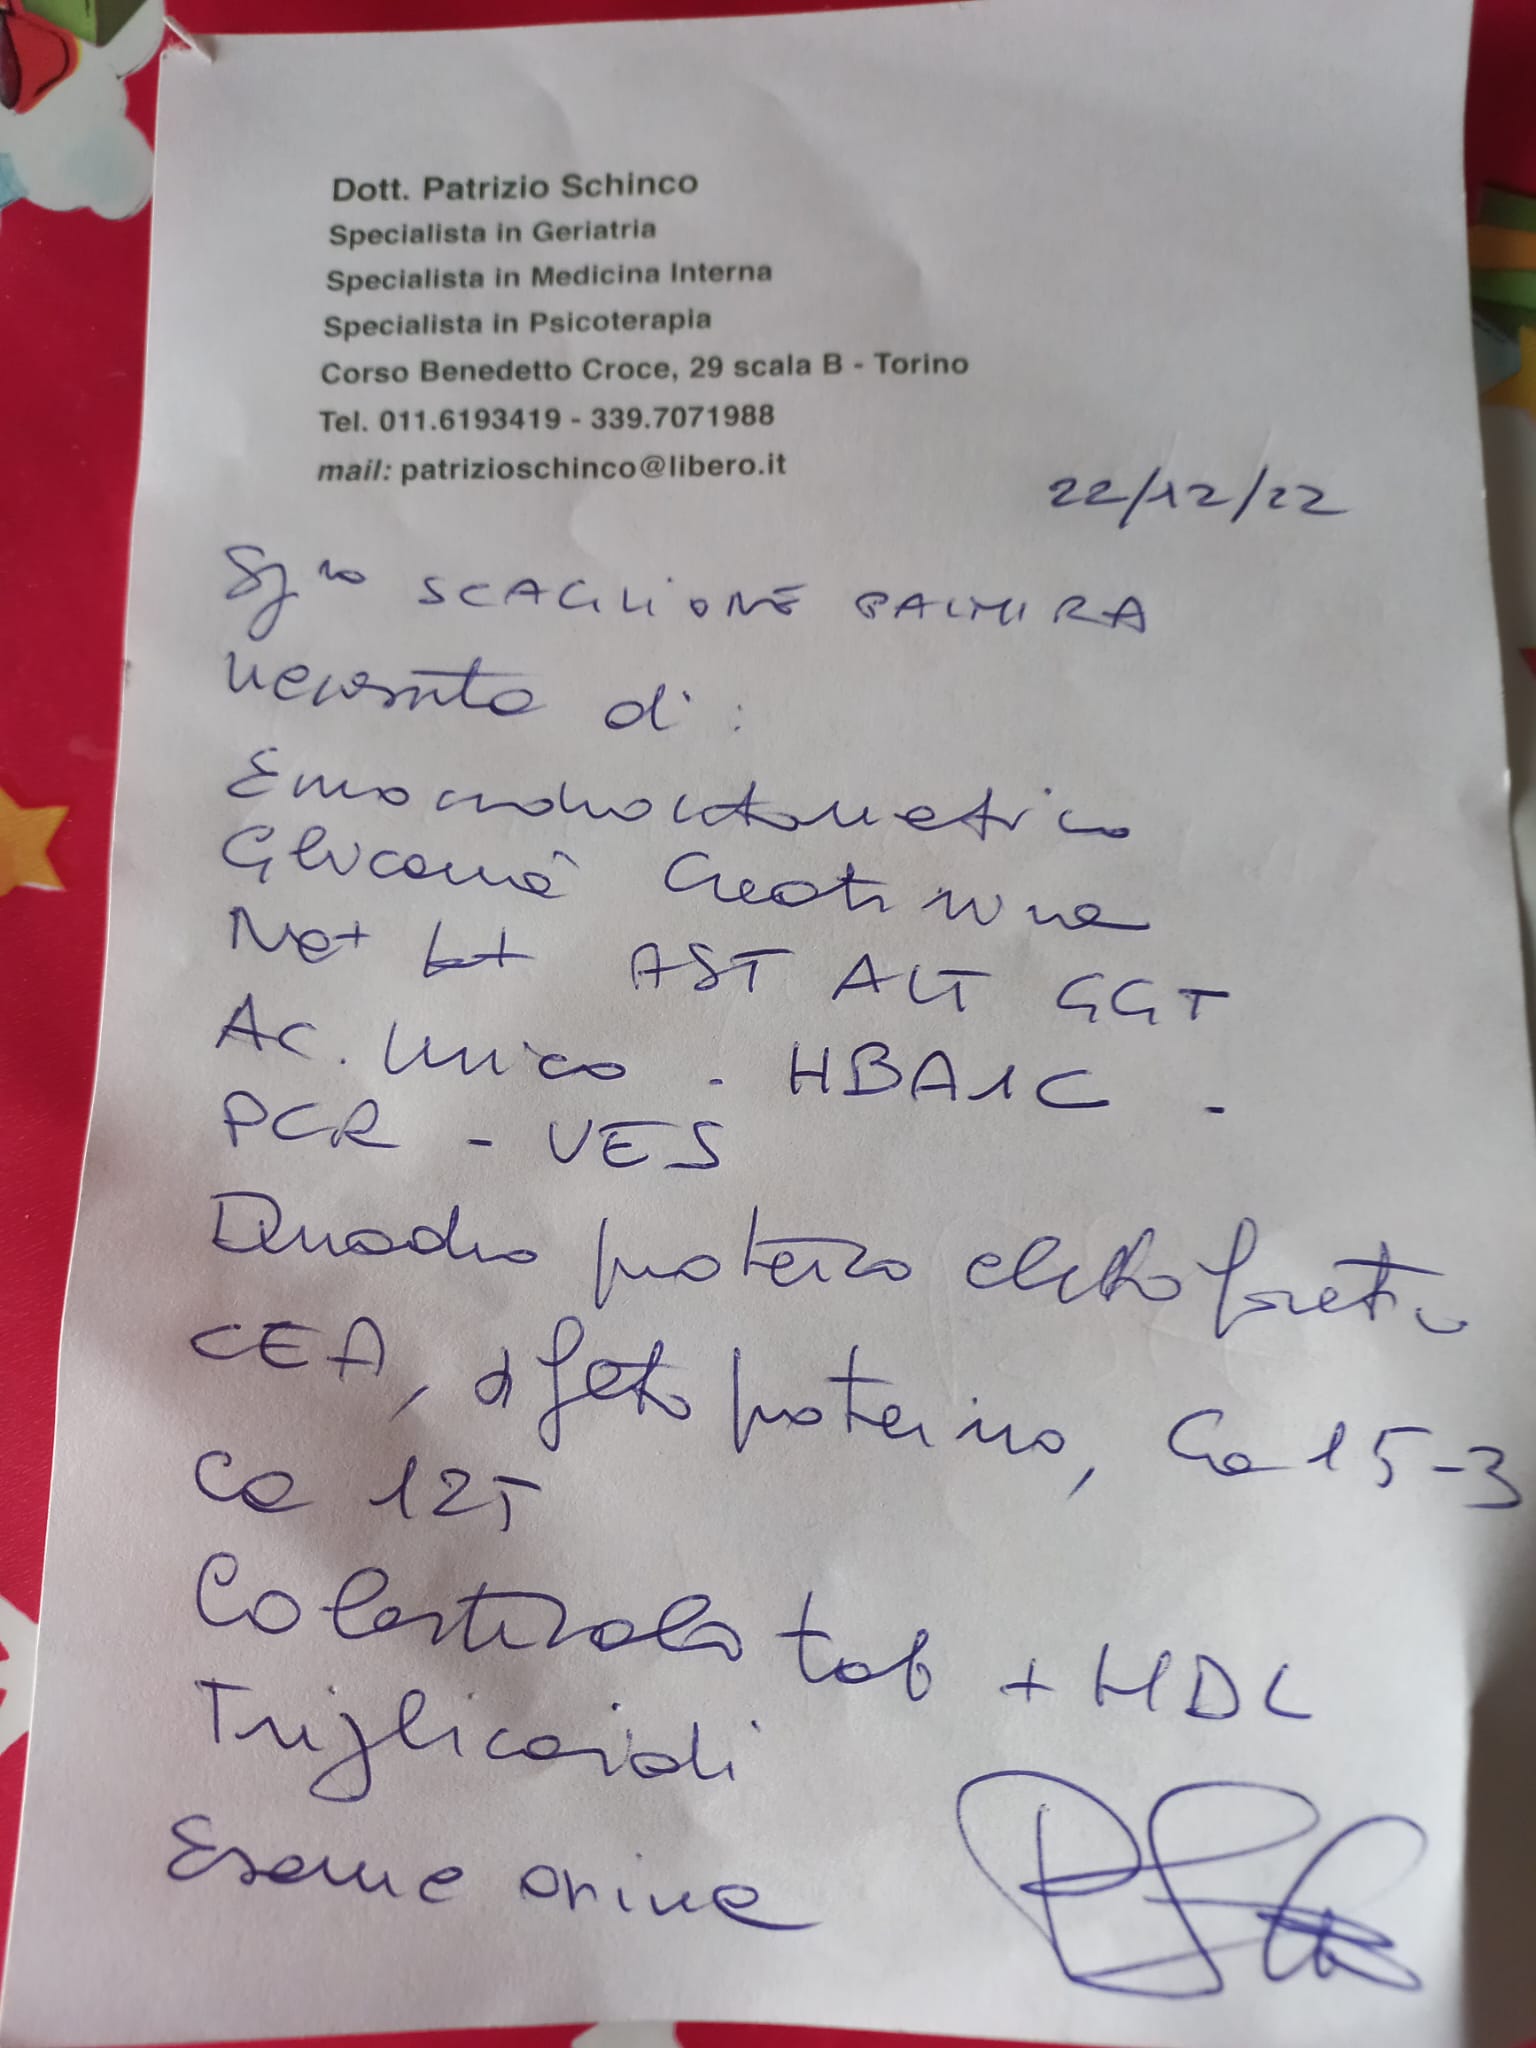 Dott. Patrizio Schinco
Specialista in Geriatria
Specialista in Medicina Interna
Specialista in Psicoterapia
Corso Benedetto Croce, 29 scala B - Torino
Tel. 011.6193419 - 339.7071988
mail: patrizioschinco@libero.it
22/12/22
Sg.ra SCAGLIONE PALMIRA
necessita di :
Emocromocitometrico
Glicemia Creatinina
Na+ k+ AST ALT GGT
Ac. Urico - HBA1C -
PCR - VES
Quadro proteico elettroforetico
CEA, α feto proteina, Ca 15-3
Ca 125
Colesterolo tot + HDL
Trigliceridi
Esame urine